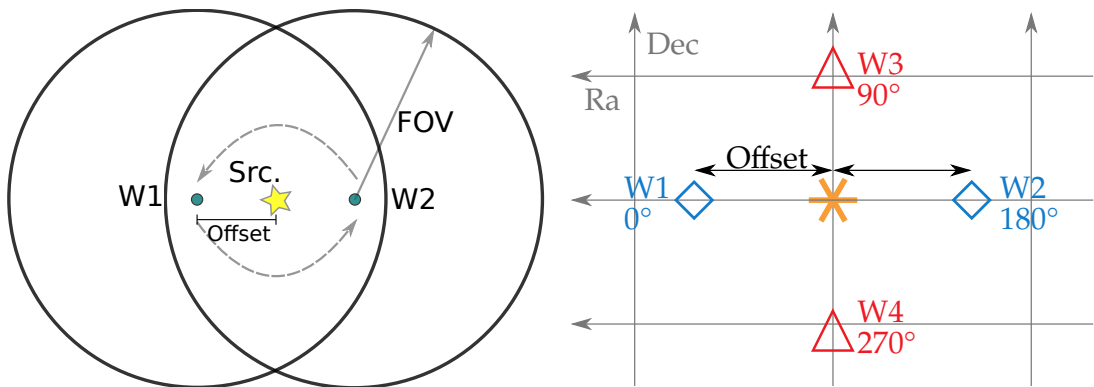 W1
Src.
Offset
W2
FOV
Dec
Ra
W3
90°
Offset
W1
0°
W2
180°
W4
270°